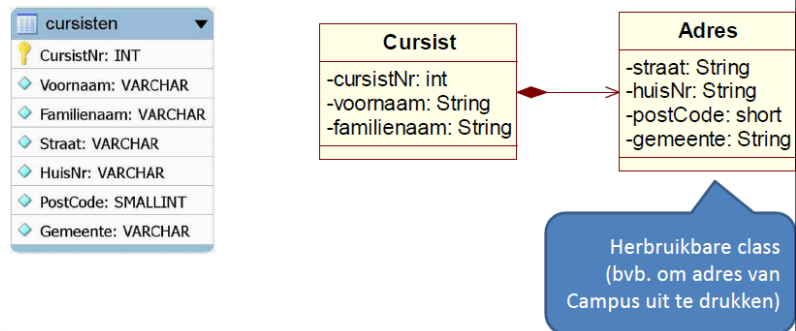 cursisten
CursistNr: INT
Voornaam: VARCHAR
Familienaam: VARCHAR
Straat: VARCHAR
HuisNr: VARCHAR
PostCode: SMALLINT
Gemeente: VARCHAR
Cursist
-cursistNr: int
-voornaam: String
-familienaam: String
Adres
-straat: String
-huisNr: String
-postCode: short
-gemeente: String
Herbruikbare class
(bvb. om adres van
Campus uit te drukken)